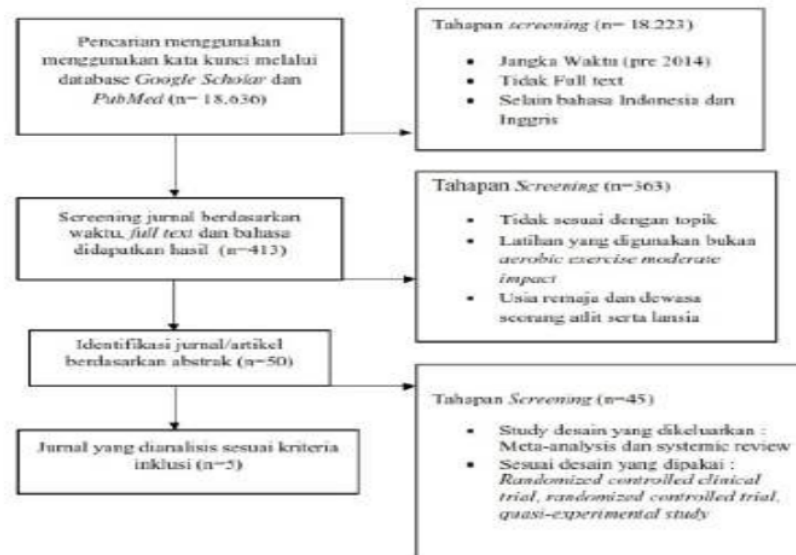 Pencarian menggunakan
menggunakan kata kunci melalui
database Google Scholar dan
PubMed (n= 18.636)
Tahapan screening (n= 18.223)
• Jangka Waktu (pre 2014)
• Tidak Full text
• Selain bahasa Indonesia dan
Inggris
Screening jurnal berdasarkan
waktu, full text dan bahasa
didapatkan hasil (n=413)
Tahapan Screening (n=363)
• Tidak sesuai dengan topik
• Latihan yang digunakan bukan
aerobic exercise moderate
impact
• Usia remaja dan dewasa
seorang atlit serta lansia
Identifikasi jurnal/artikel
berdasarkan abstrak (n=50)
Tahapan Screening (n=45)
• Study desain yang dikeluarkan :
Meta-analysis dan systemic review
• Sesuai desain yang dipakai :
Randomized controlled clinical
trial, randomized controlled trial,
quasi-experimental study
Jurnal yang dianalisis sesuai kriteria
inklusi (n=5)